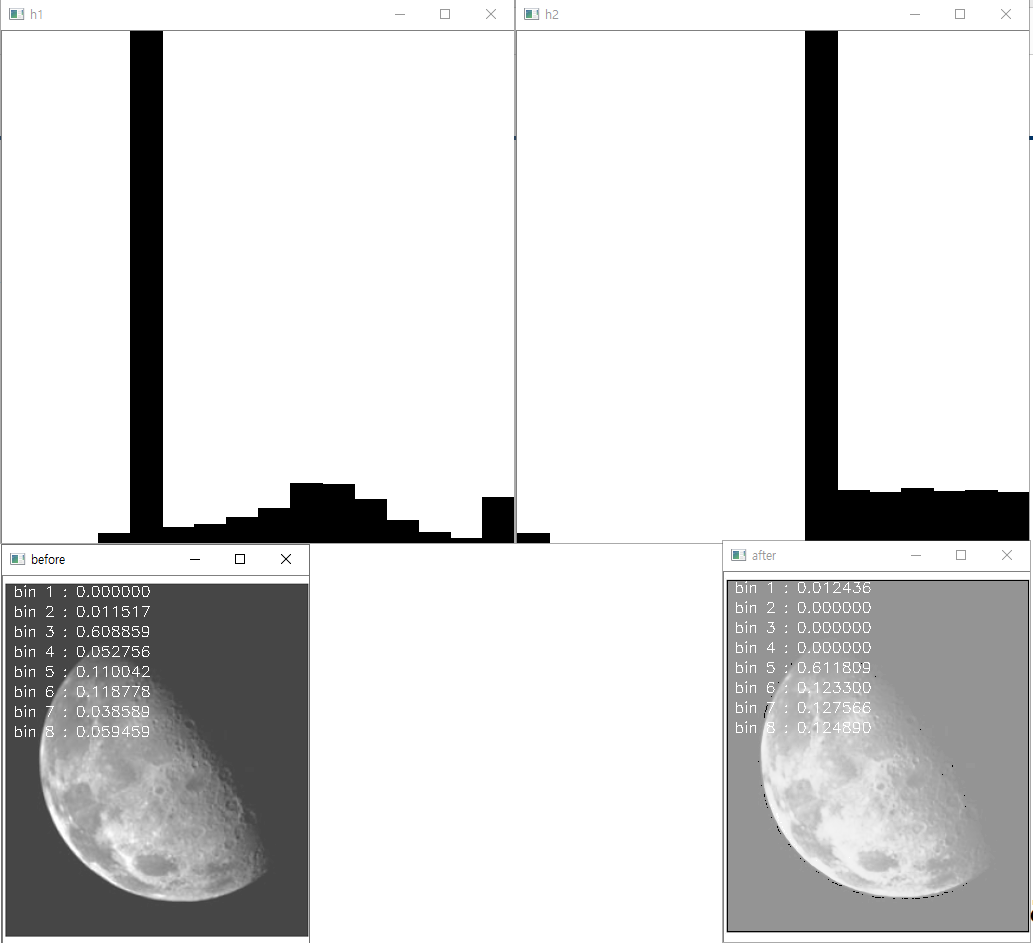 h1
h2
before
bin 1 : 0.000000
bin 2 : 0.011517
bin 3 : 0.608859
bin 4 : 0.052756
bin 5 : 0.110042
bin 6 : 0.118778
bin 7 : 0.038589
bin 8 : 0.059459
after
bin 1 : 0.012436
bin 2 : 0.000000
bin 3 : 0.000000
bin 4 : 0.000000
bin 5 : 0.611809
bin 6 : 0.123300
bin 7 : 0.127566
bin 8 : 0.124890